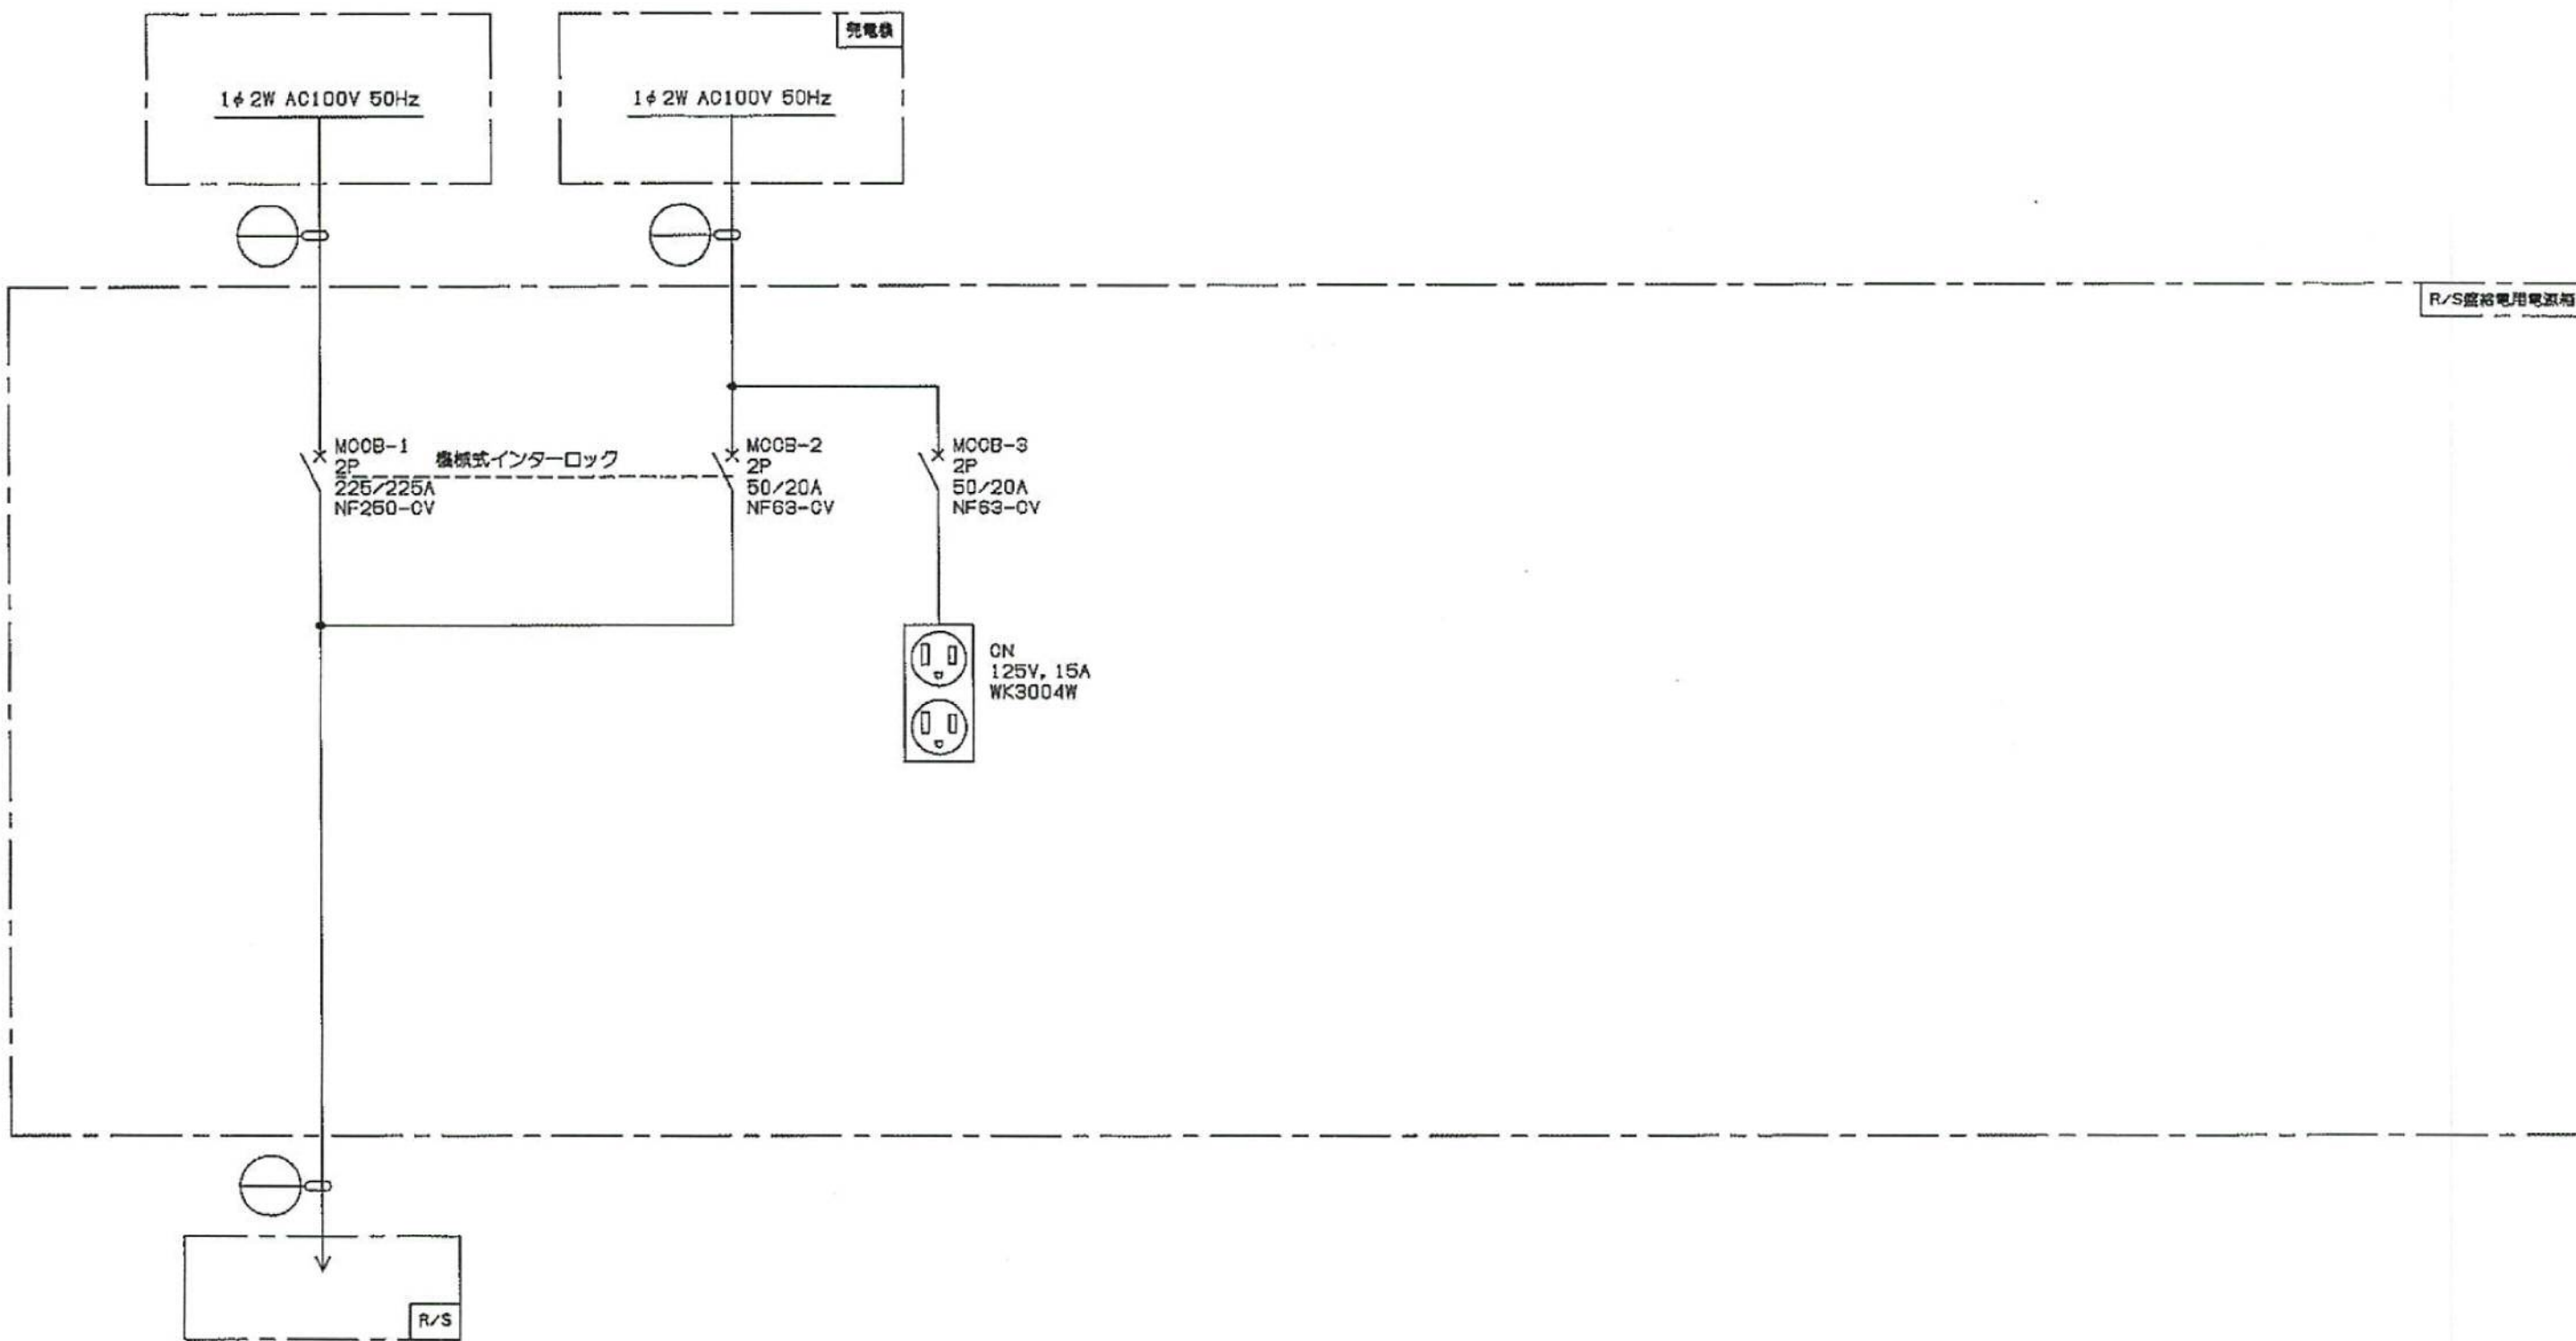 発電機
1φ2W AC100V 50Hz
1φ2W AC100V 50Hz
R/S盤給電用電源箱
MCCB-1
2P
225/225A
NF250-CV
機械式インターロック
MCCB-2
2P
50/20A
NF63-CV
MCCB-3
2P
50/20A
NF63-CV
CN
125V, 15A
WK3004W
R/S